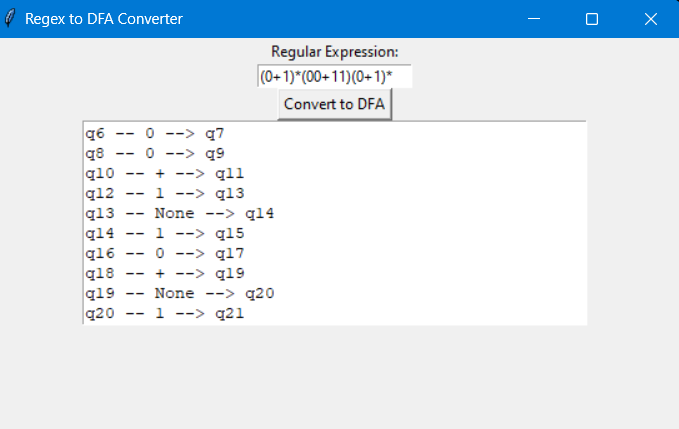 Regex to DFA Converter
Regular Expression:
(0+1)*(00+11)(0+1)*
Convert to DFA
q6 -- 0 --> q7
q8 -- 0 --> q9
q10 -- + --> q11
q12 -- 1 --> q13
q13 -- None --> q14
q14 -- 1 --> q15
q16 -- 0 --> q17
q18 -- + --> q19
q19 -- None --> q20
q20 -- 1 --> q21